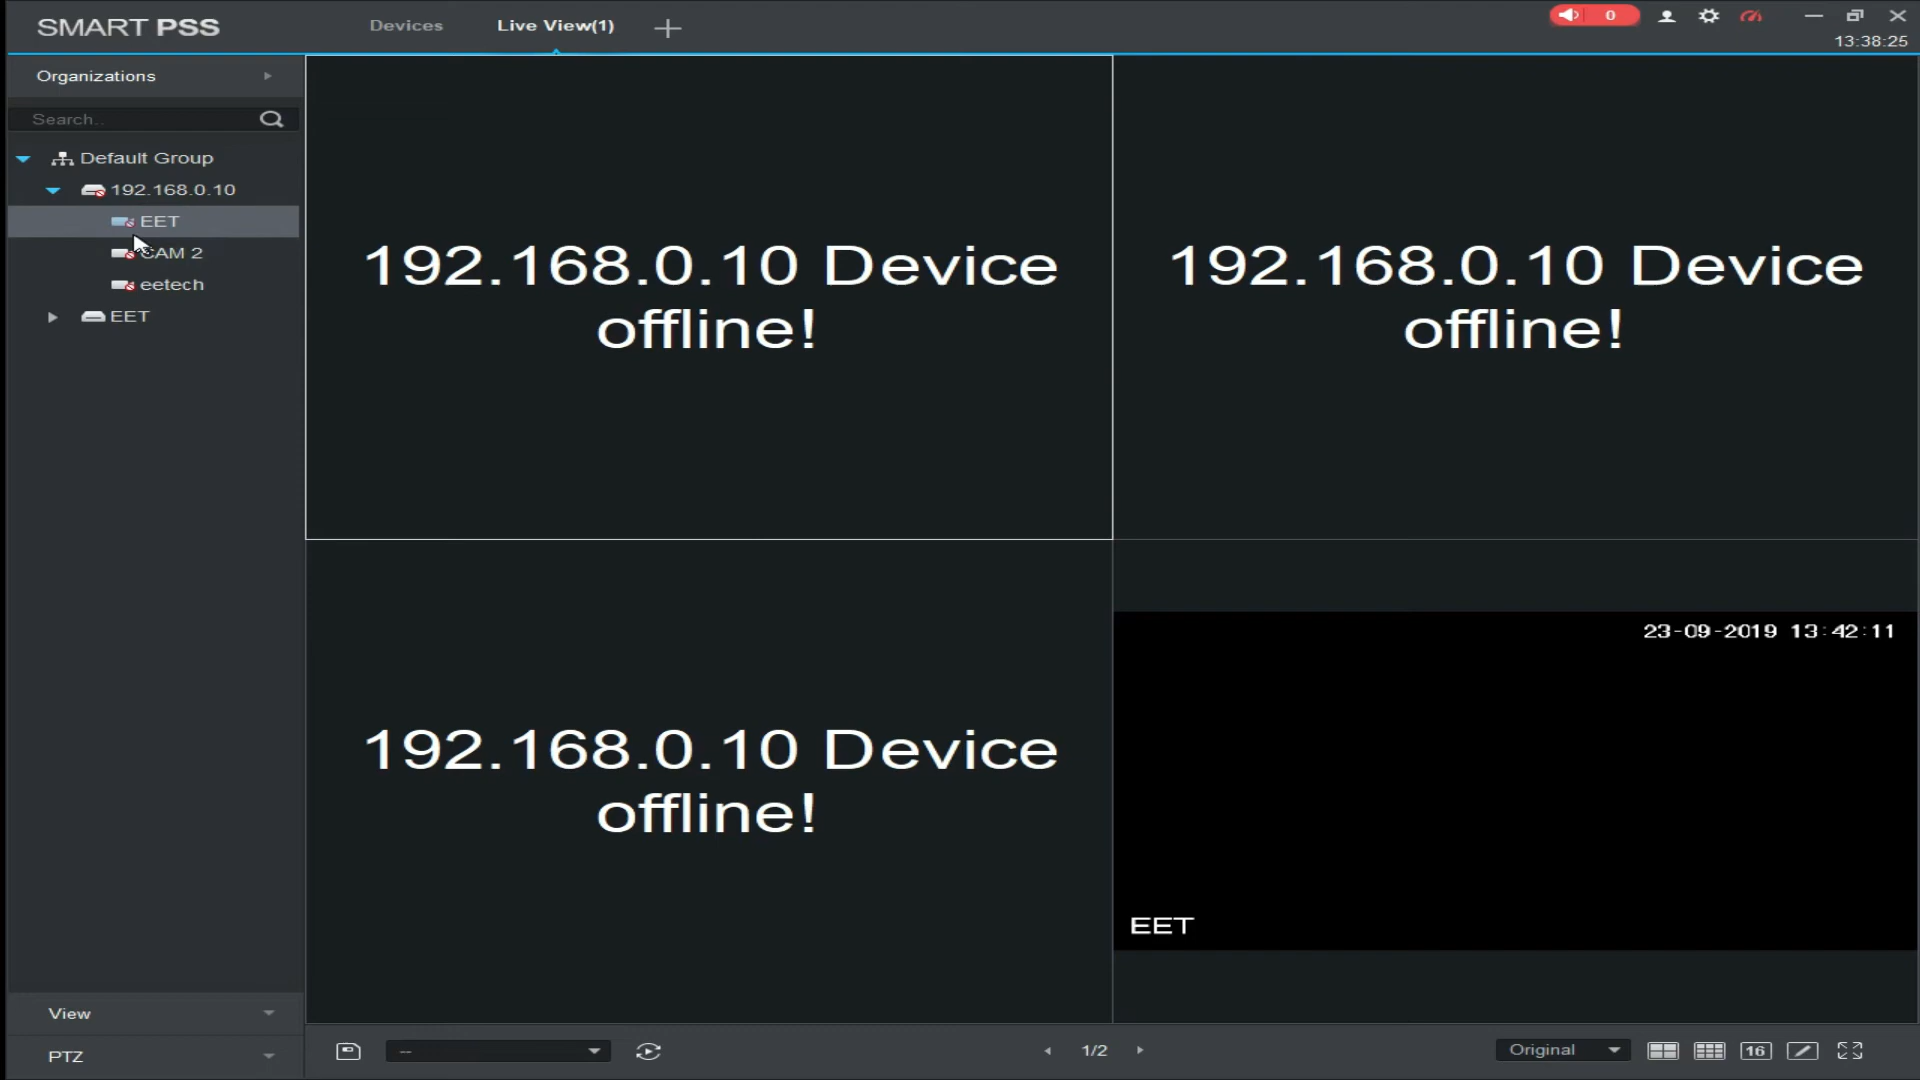 SMART PSS
Devices
Live View(1)
0
13:38:25
Organizations
Search..
Default Group
192.168.0.10
EET
CAM 2
eetech
EET
192.168.0.10 Device
offline!
192.168.0.10 Device
offline!
192.168.0.10 Device
offline!
23-09-2019 13:42:11
EET
View
PTZ
--
1/2
Original
16